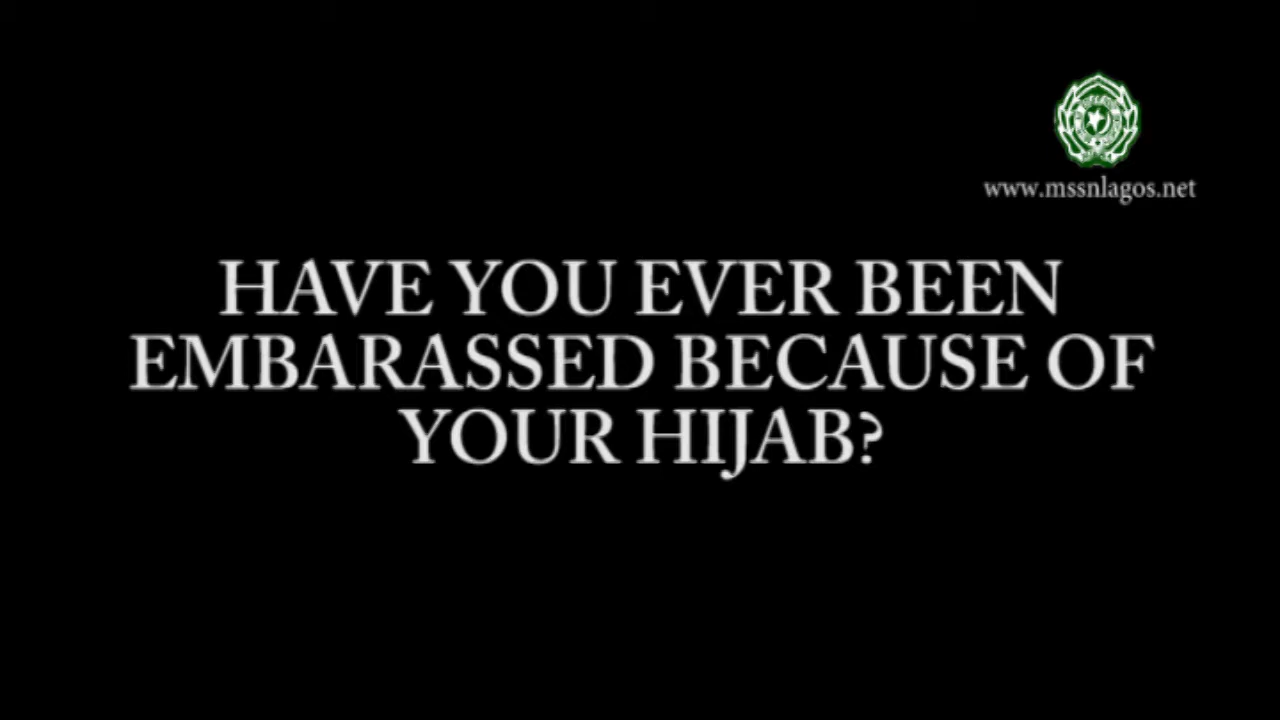 www.mssnlagos.net
HAVE YOU EVER BEEN
EMBARASSED BECAUSE OF
YOUR HIJAB?